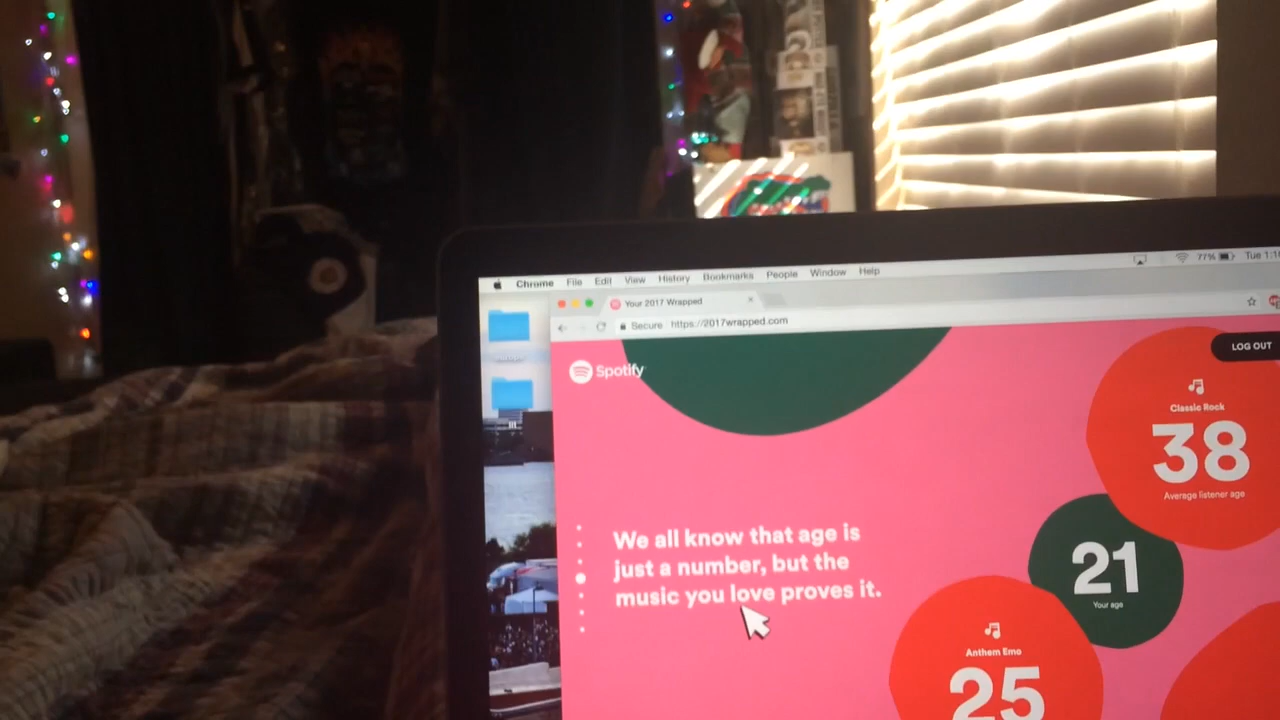 Chrome File Edit View History Bookmarks People Window Help
77%
Your 2017 Wrapped
Secure https://2017wrapped.com
Spotify
LOG OUT
Classic Rock
38
Average listener age
We all know that age is
just a number, but the
music you love proves it.
21
Your age
Anthem Emo
25